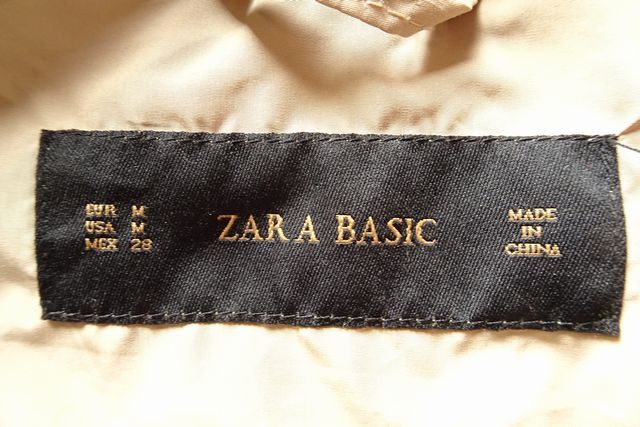 EUR M
USA M
MEX 28
ZARA BASIC
MADE
IN
CHINA